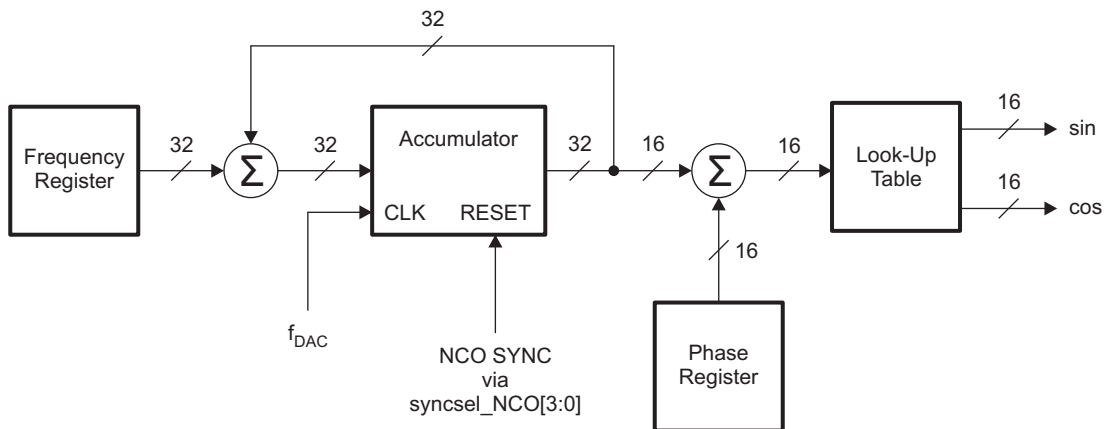 32
Frequency
Register
32
Σ
32
Accumulator
CLK
RESET
32
16
Σ
16
Look-Up
Table
16
sin
16
cos
16
fDAC
NCO SYNC
via
syncsel_NCO[3:0]
Phase
Register